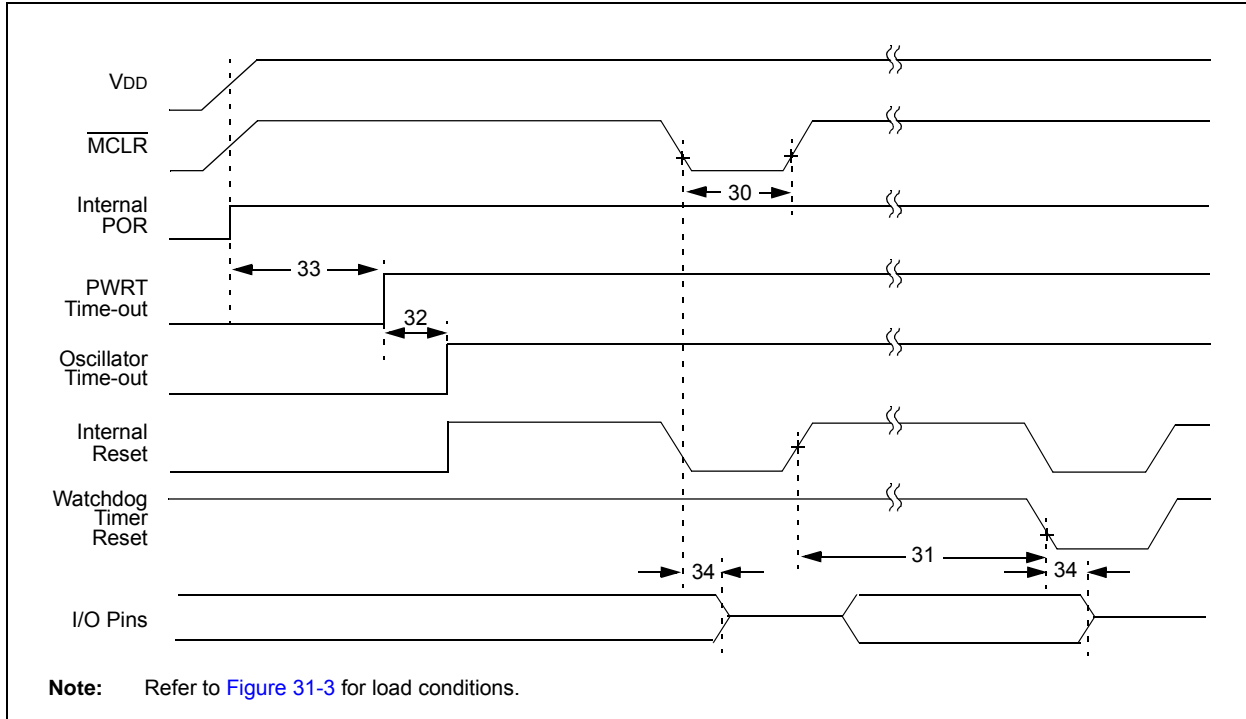 VDD
MCLR
Internal
POR
30
33
PWRT
Time-out
32
Oscillator
Time-out
Internal
Reset
Watchdog
Timer
Reset
31
34
34
I/O Pins
Note: Refer to Figure 31-3 for load conditions.